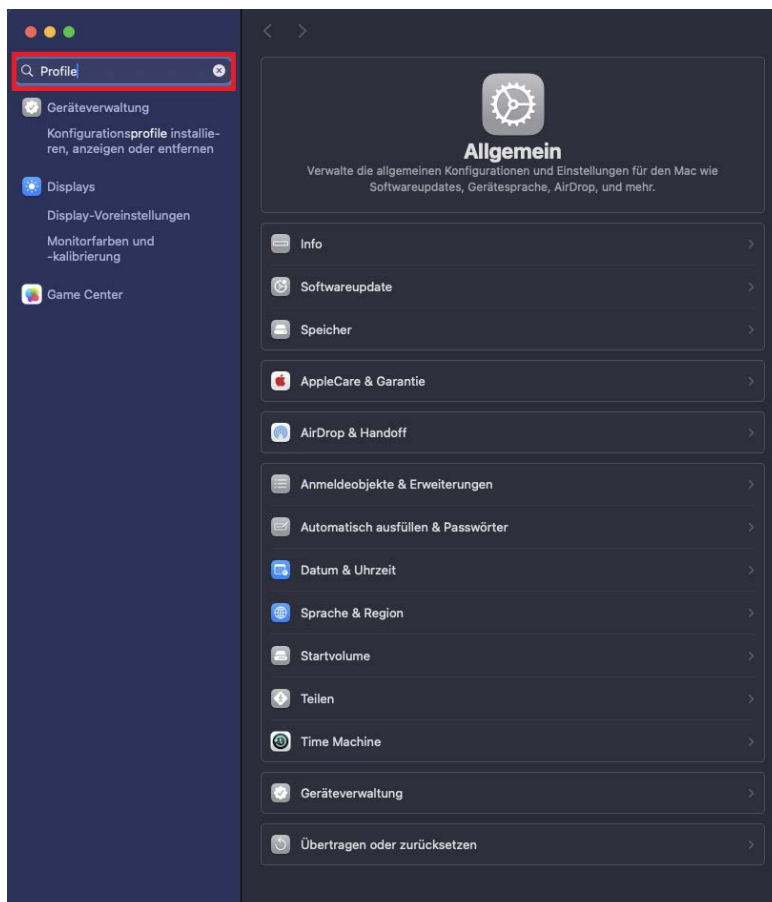 Profile
Geräteverwaltung
Konfigurationsprofile installie-
ren, anzeigen oder entfernen
Displays
Display-Voreinstellungen
Monitorfarben und
-kalibrierung
Game Center
Allgemein
Verwalte die allgemeinen Konfigurationen und Einstellungen für den Mac wie
Softwareupdates, Gerätesprache, AirDrop, und mehr.
Info
Softwareupdate
Speicher
AppleCare & Garantie
AirDrop & Handoff
Anmeldeobjekte & Erweiterungen
Automatisch ausfüllen & Passwörter
Datum & Uhrzeit
Sprache & Region
Startvolume
Teilen
Time Machine
Geräteverwaltung
Übertragen oder zurücksetzen